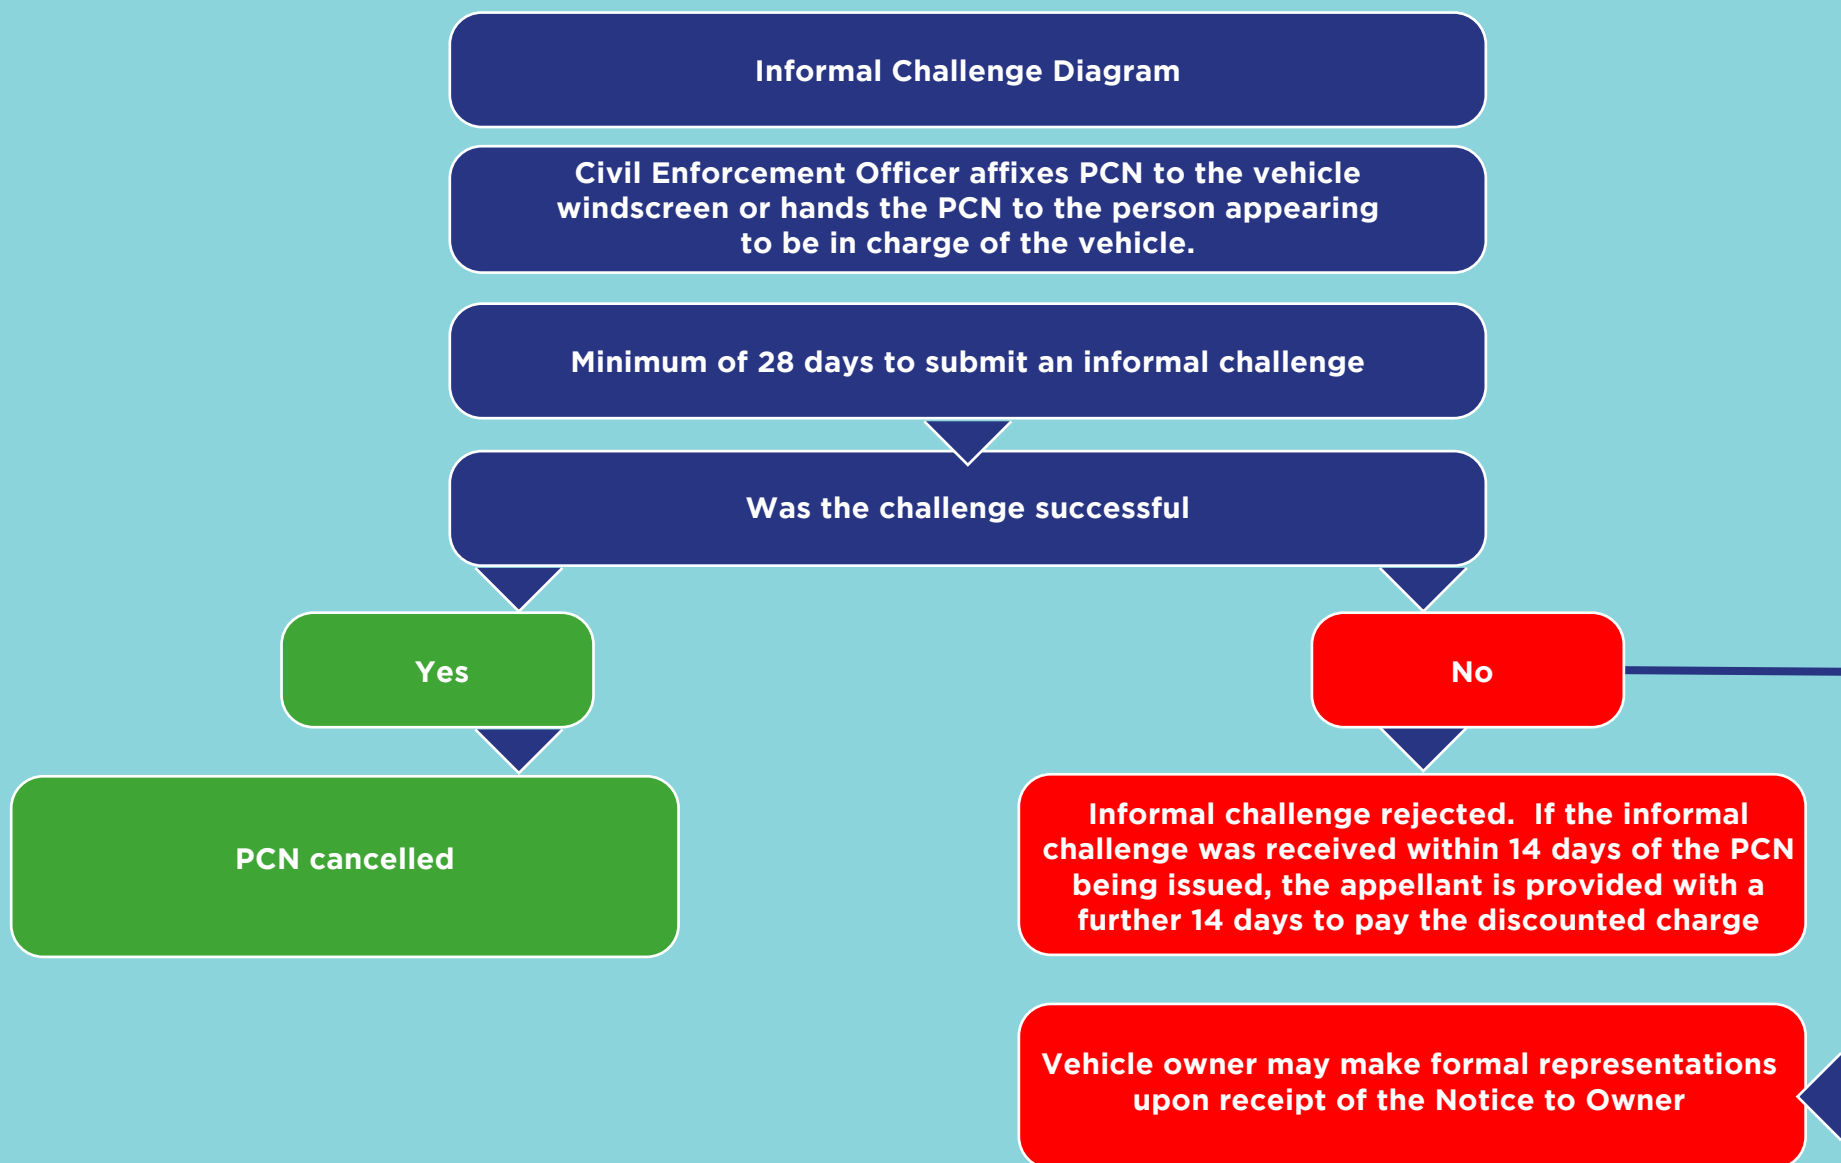 Informal Challenge Diagram
Civil Enforcement Officer affixes PCN to the vehicle
windscreen or hands the PCN to the person appearing
to be in charge of the vehicle.
Minimum of 28 days to submit an informal challenge
Was the challenge successful
Yes
No
PCN cancelled
Informal challenge rejected.  If the informal
challenge was received within 14 days of the PCN
being issued, the appellant is provided with a
further 14 days to pay the discounted charge
Vehicle owner may make formal representations
upon receipt of the Notice to Owner